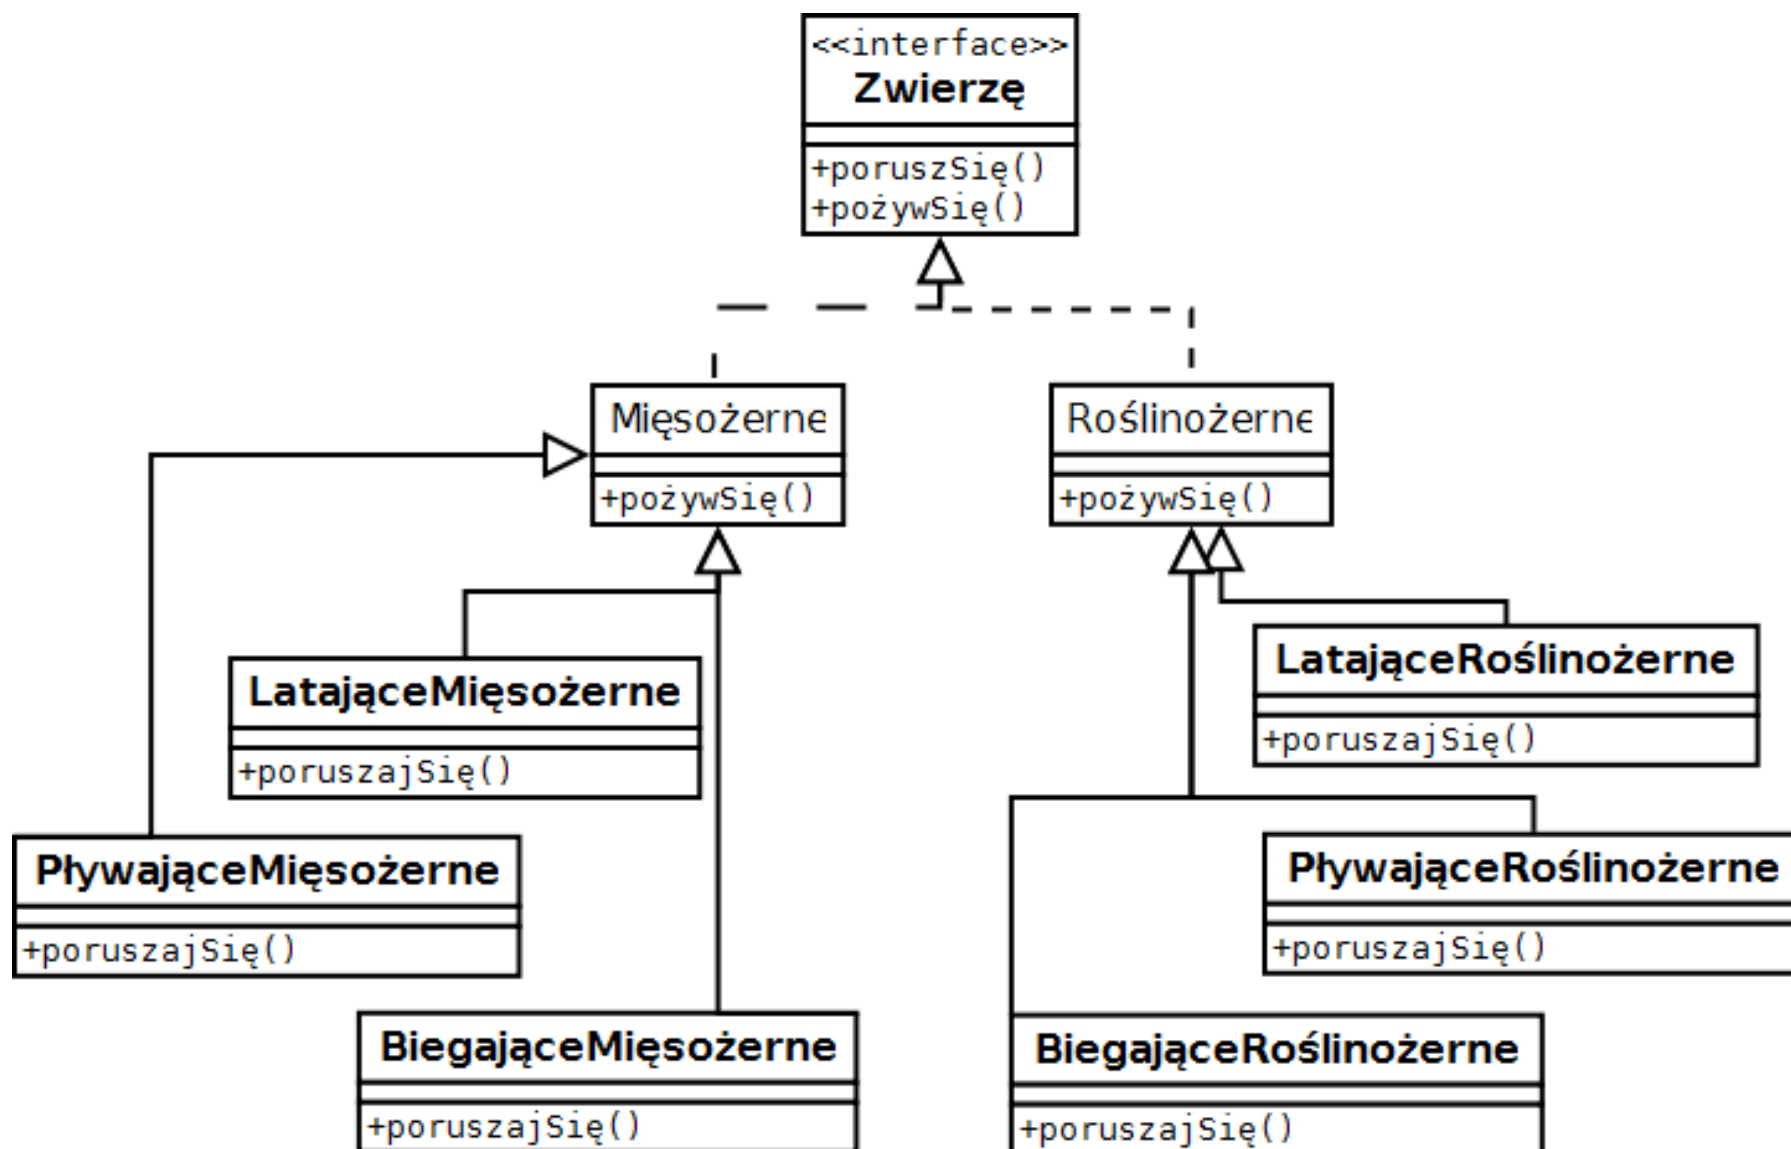 <<interface>>
Zwierzę
+poruszSię()
+pożywSię()
Mięsożerne
+pożywSię()
Roślinożerne
+pożywSię()
LatająceMięsożerne
+poruszajSię()
LatająceRoślinożerne
+poruszajSię()
PływająceMięsożerne
+poruszajSię()
PływająceRoślinożerne
+poruszajSię()
BiegająceMięsożerne
+poruszajSię()
BiegająceRoślinożerne
+poruszajSię()